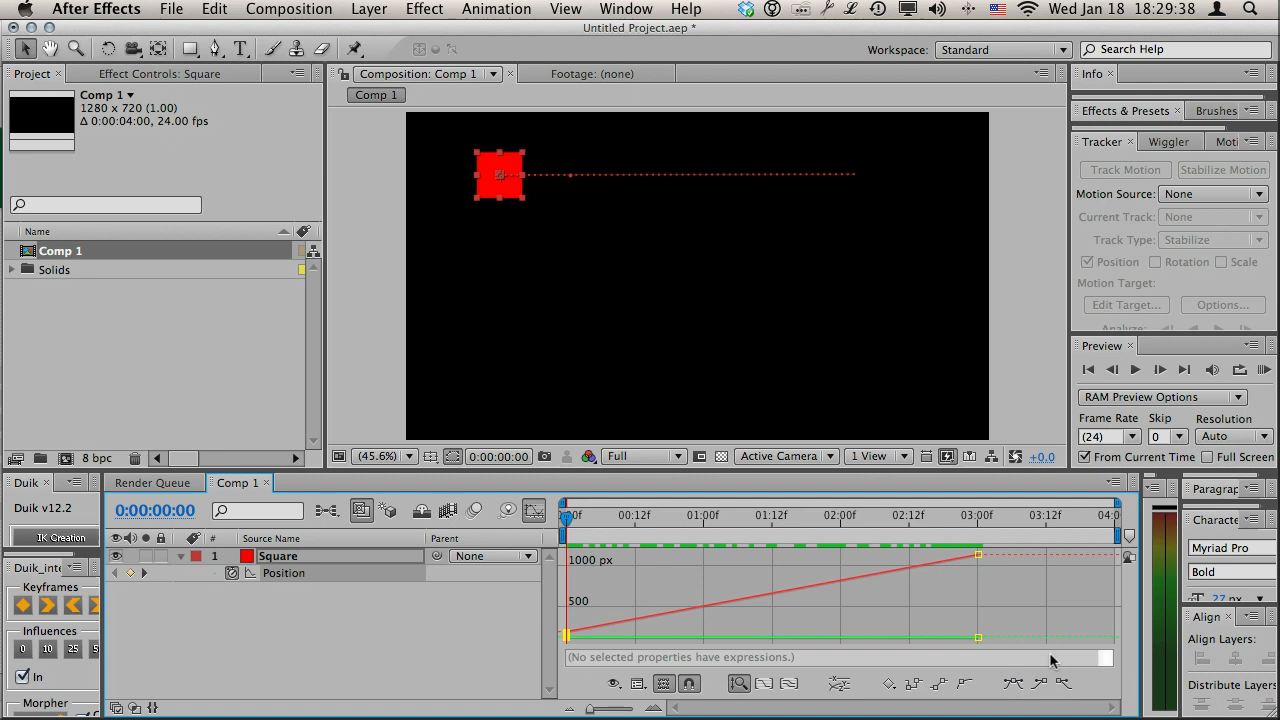 After Effects File Edit Composition Layer Effect Animation View Window Help Wed Jan 18 18:29:38
Untitled Project.aep *
Workspace: Standard Search Help
Project Effect Controls: Square Composition: Comp 1 Footage: (none) Info
Comp 1
1280 x 720 (1.00)
Δ 0:00:04:00, 24.00 fps
Comp 1
Effects & Presets Brushes
Tracker Wiggler Moti
Track Motion Stabilize Motion
Motion Source: None
Current Track: None
Track Type: Stabilize
Position Rotation Scale
Motion Target:
Edit Target... Options...
Analyze:
Name
Comp 1
Solids
Preview
RAM Preview Options
Frame Rate Skip Resolution
(24) 0 Auto
From Current Time Full Screen
8 bpc
(45.6%) 0:00:00:00 Full Active Camera 1 View +0.0
Duik
Duik v12.2
IK Creation
Duik_inte
Keyframes
Influences
0 10 25 5
In
Morpher
Render Queue Comp 1
0:00:00:00
00f 00:12f 01:00f 01:12f 02:00f 02:12f 03:00f 03:12f 04:0
# Source Name Parent
1 Square None
Position
1000 px
500
(No selected properties have expressions.)
Paragrap
Characte
Myriad Pro
Bold
27 px
Align
Align Layers:
Distribute Layers: